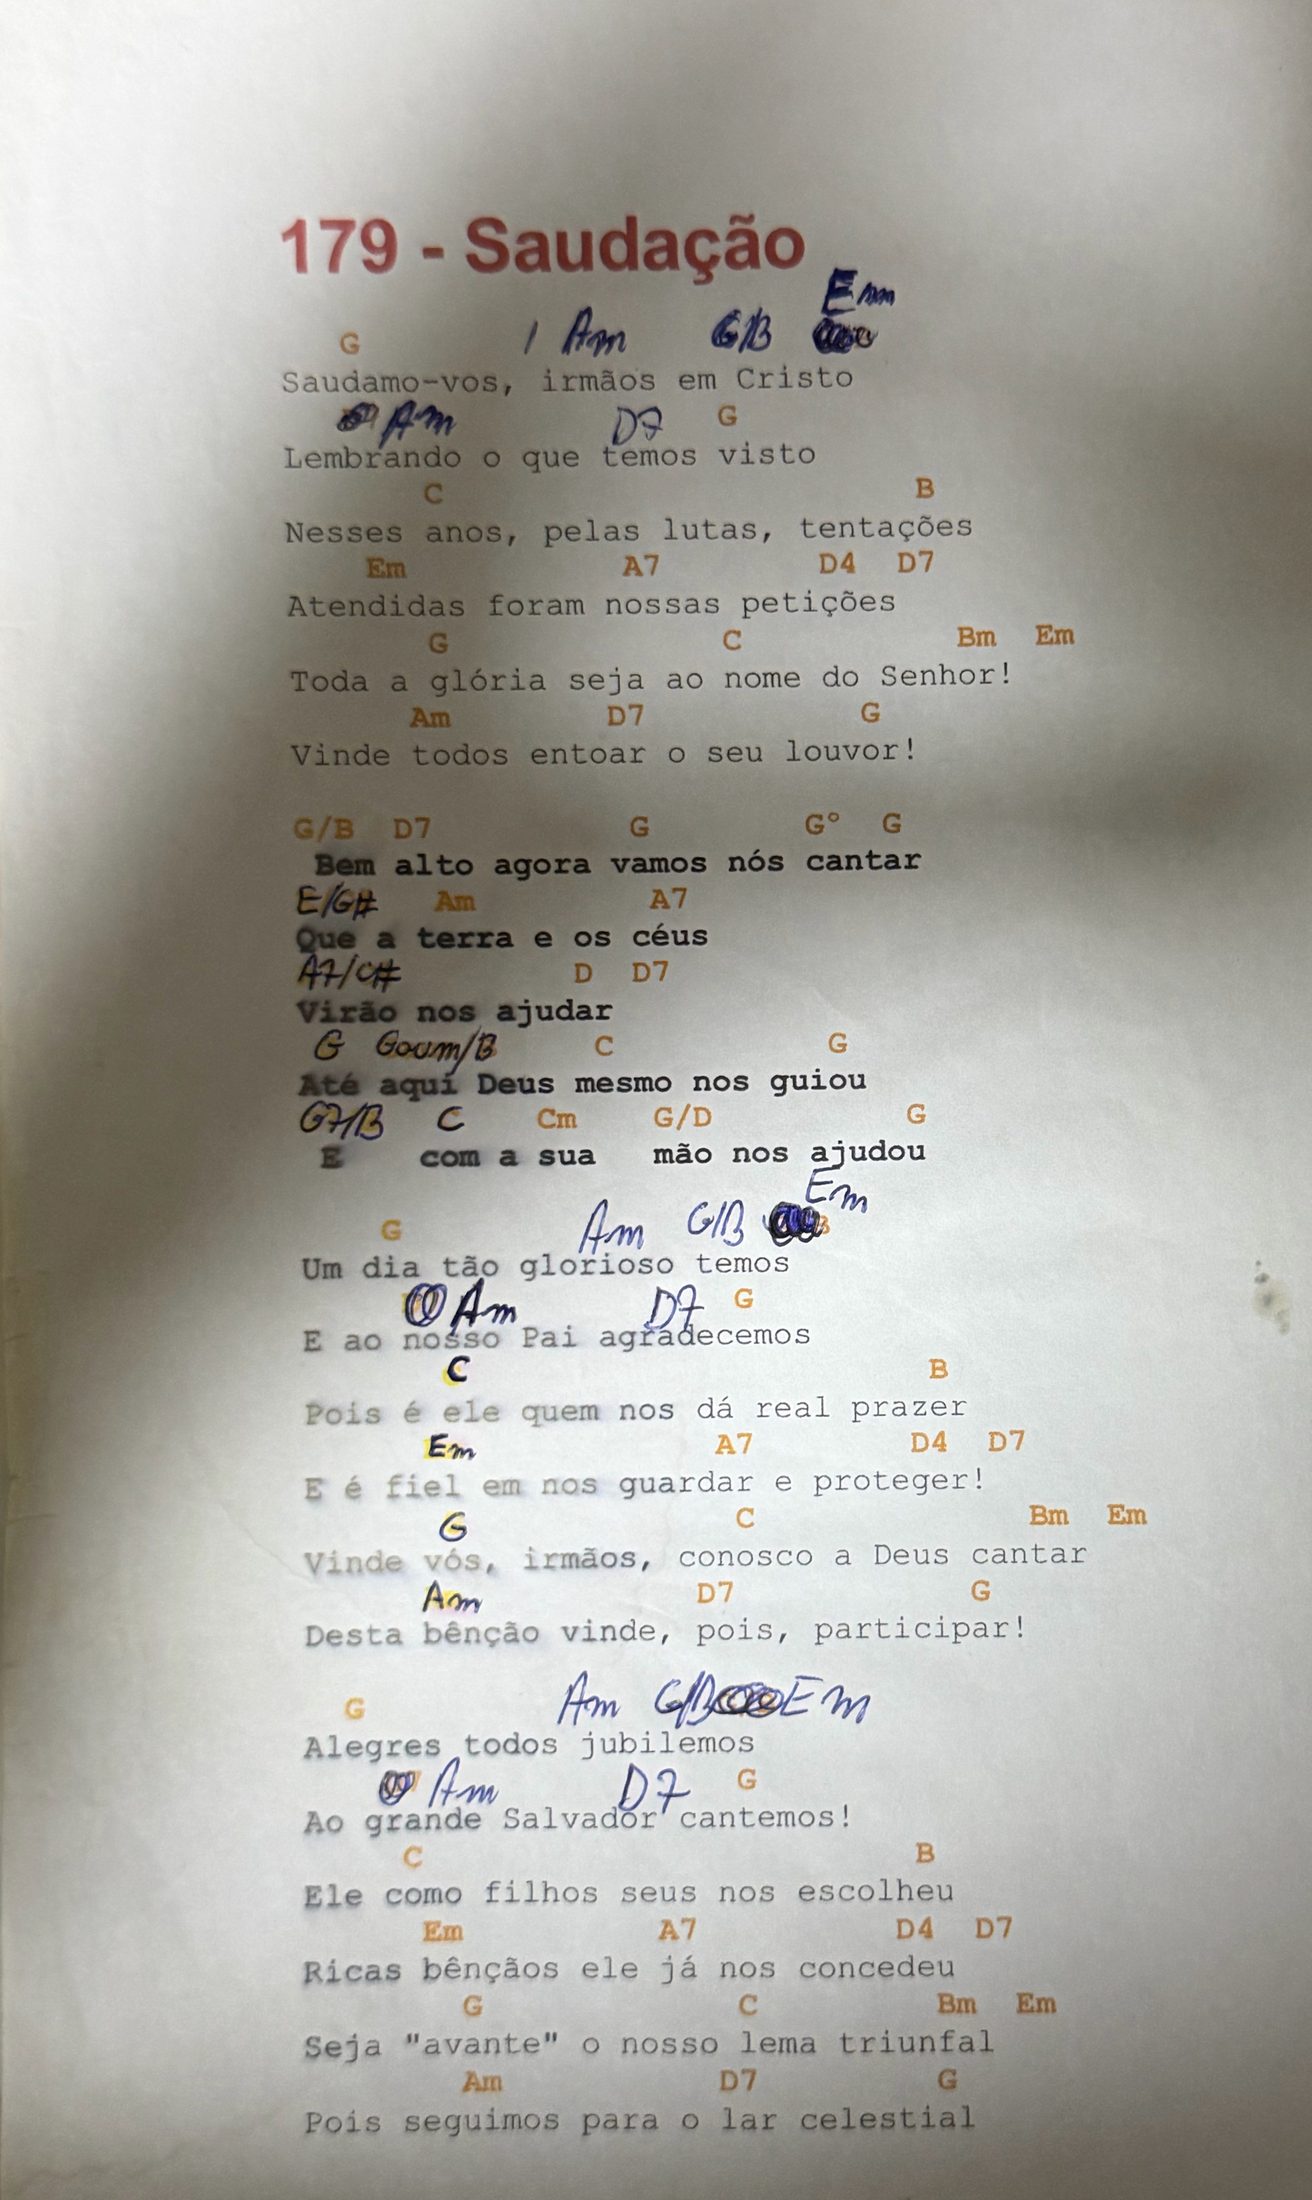 179 - Saudação
Em
G / Am G/B
Saudamo-vos, irmãos em Cristo
Am D7 G
Lembrando o que temos visto
C B
Nesses anos, pelas lutas, tentações
Em A7 D4 D7
Atendidas foram nossas petições
G C Bm Em
Toda a glória seja ao nome do Senhor!
Am D7 G
Vinde todos entoar o seu louvor!
G/B D7 G G° G
Bem alto agora vamos nós cantar
E/G# Am A7
Que a terra e os céus
A7/C# D D7
Virão nos ajudar
G C G
Até aqui Deus mesmo nos guiou
G7/B C Cm G/D G
E com a sua mão nos ajudou
Em
G Am G/B
Um dia tão glorioso temos
Am D7 G
E ao nosso Pai agradecemos
C B
Pois é ele quem nos dá real prazer
Em A7 D4 D7
E é fiel em nos guardar e proteger!
G C Bm Em
Vinde vós, irmãos, conosco a Deus cantar
Am D7 G
Desta bênção vinde, pois, participar!
G Am G/B Em
Alegres todos jubilemos
Am D7 G
Ao grande Salvador cantemos!
C B
Ele como filhos seus nos escolheu
Em A7 D4 D7
Ricas bênçãos ele já nos concedeu
G C Bm Em
Seja "avante" o nosso lema triunfal
Am D7 G
Pois seguimos para o lar celestial